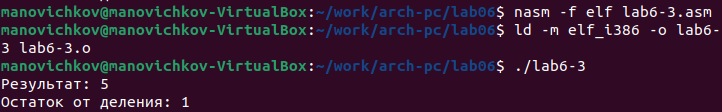 manovichkov@manovichkov-VirtualBox:~/work/arch-pc/lab06$ nasm -f elf lab6-3.asm
manovichkov@manovichkov-VirtualBox:~/work/arch-pc/lab06$ ld -m elf_i386 -o lab6-
3 lab6-3.o
manovichkov@manovichkov-VirtualBox:~/work/arch-pc/lab06$ ./lab6-3
Результат: 5
Остаток от деления: 1